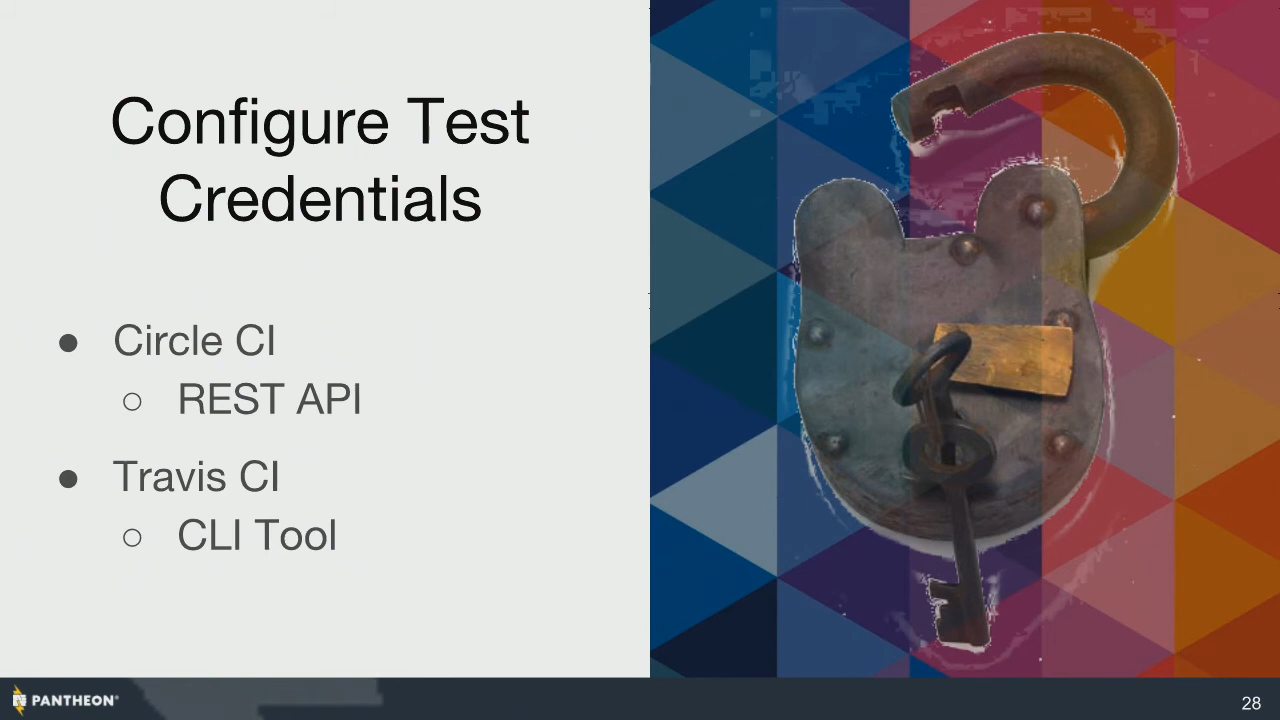 Configure Test
Credentials
● Circle CI
○ REST API
● Travis CI
○ CLI Tool
PANTHEON®
28